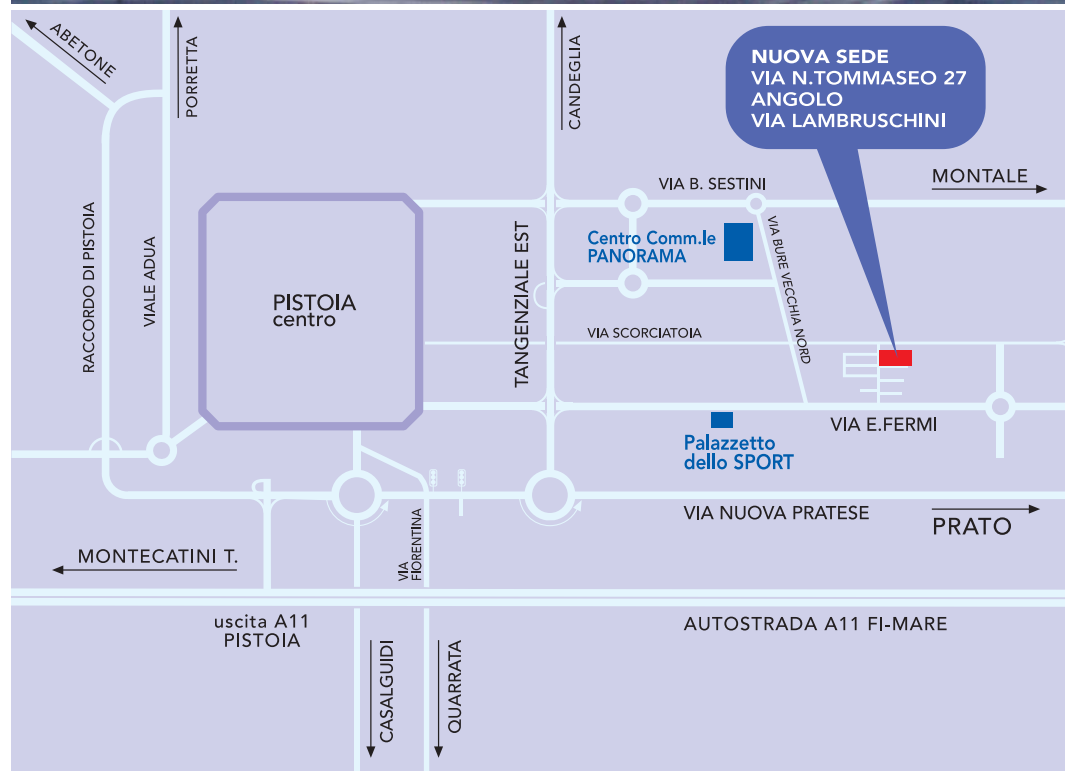 ABETONE
PORRETTA
CANDEGLIA
NUOVA SEDE
VIA N.TOMMASEO 27
ANGOLO
VIA LAMBRUSCHINI
MONTALE
VIA B. SESTINI
RACCORDO DI PISTOIA
VIALE ADUA
Centro Comm.le
PANORAMA
VIA BURE VECCHIA NORD
PISTOIA
centro
TANGENZIALE EST
VIA SCORCIATOIA
VIA E.FERMI
Palazzetto
dello SPORT
VIA
FIORENTINA
VIA NUOVA PRATESE
PRATO
MONTECATINI T.
uscita A11
PISTOIA
AUTOSTRADA A11 FI-MARE
CASALGUIDI
QUARRATA